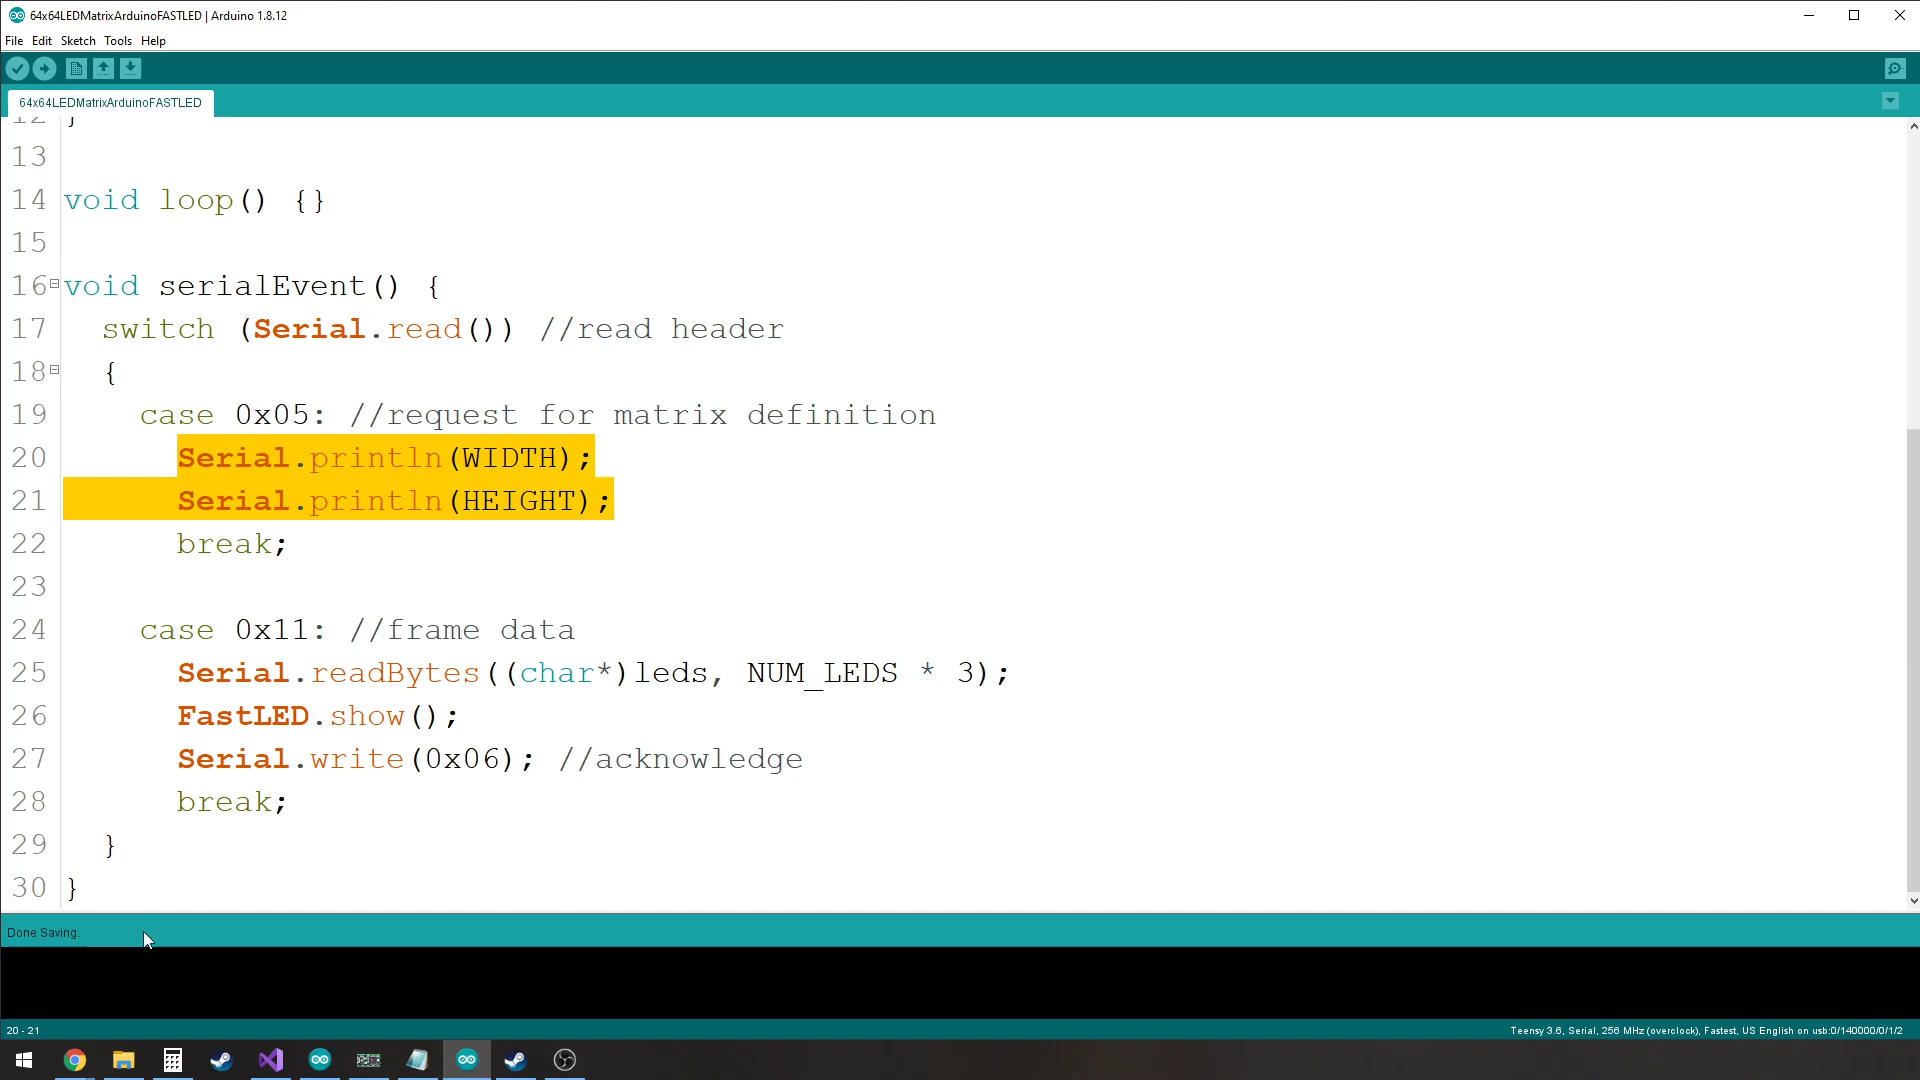 64x64LEDMatrixArduinoFASTLED | Arduino 1.8.12
File Edit Sketch Tools Help
64x64LEDMatrixArduinoFASTLED
12 }
13
14 void loop() {}
15
16 void serialEvent() {
17 switch (Serial.read()) //read header
18 {
19 case 0x05: //request for matrix definition
20 Serial.println(WIDTH);
21 Serial.println(HEIGHT);
22 break;
23
24 case 0x11: //frame data
25 Serial.readBytes((char*)leds, NUM_LEDS * 3);
26 FastLED.show();
27 Serial.write(0x06); //acknowledge
28 break;
29 }
30 }
Done Saving.
20 - 21
Teensy 3.6, Serial, 256 MHz (overclock), Fastest, US English on usb:0/140000/0/1/2